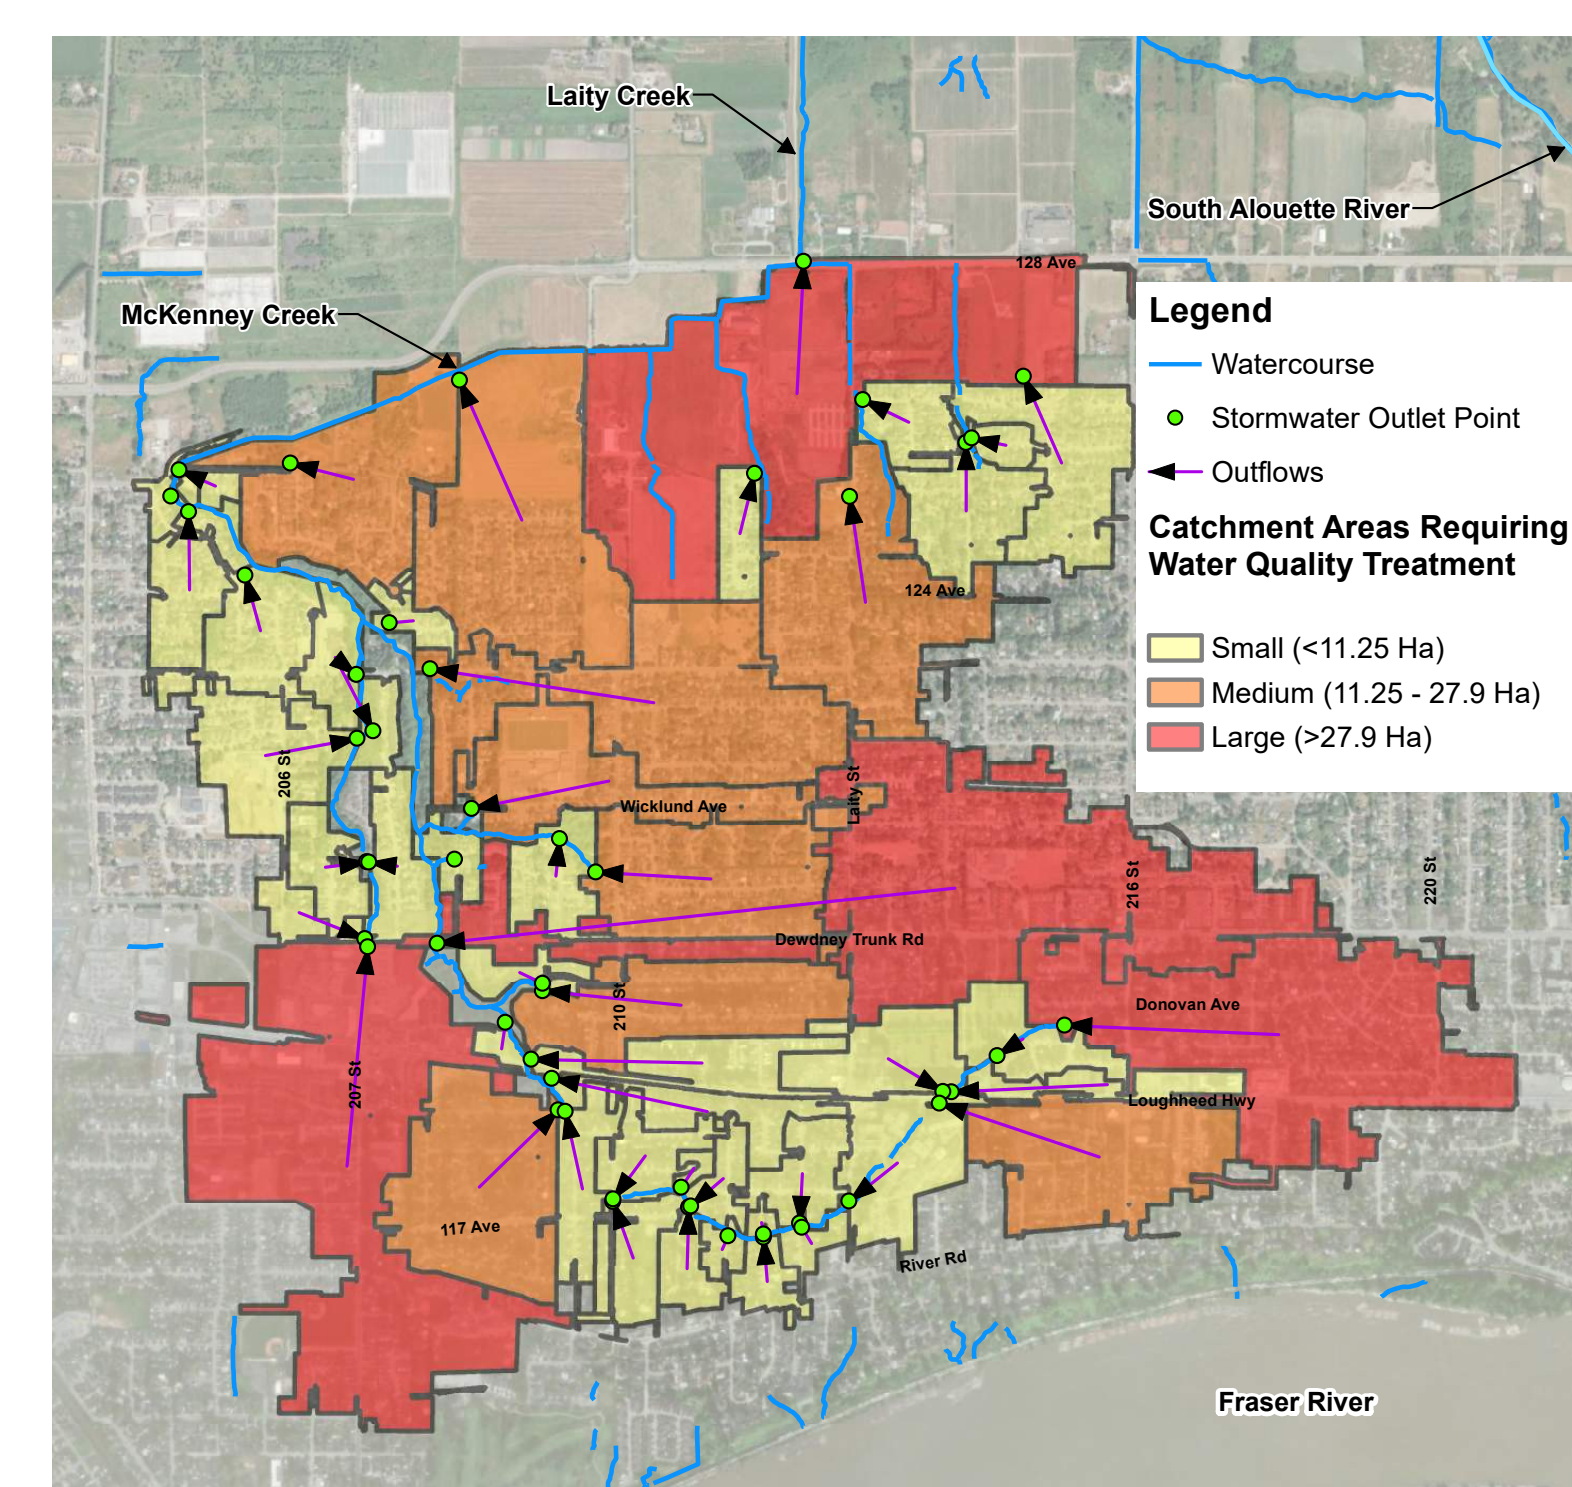 Laity Creek
South Alouette River
128 Ave
McKenney Creek
Legend
Watercourse
Stormwater Outlet Point
Outflows
Catchment Areas Requiring
Water Quality Treatment
Small (<11.25 Ha)
Medium (11.25 - 27.9 Ha)
Large (>27.9 Ha)
124 Ave
206 St
Wicklund Ave
Laity St
216 St
220 St
Dewdney Trunk Rd
210 St
Donovan Ave
207 St
Loughheed Hwy
117 Ave
River Rd
Fraser River